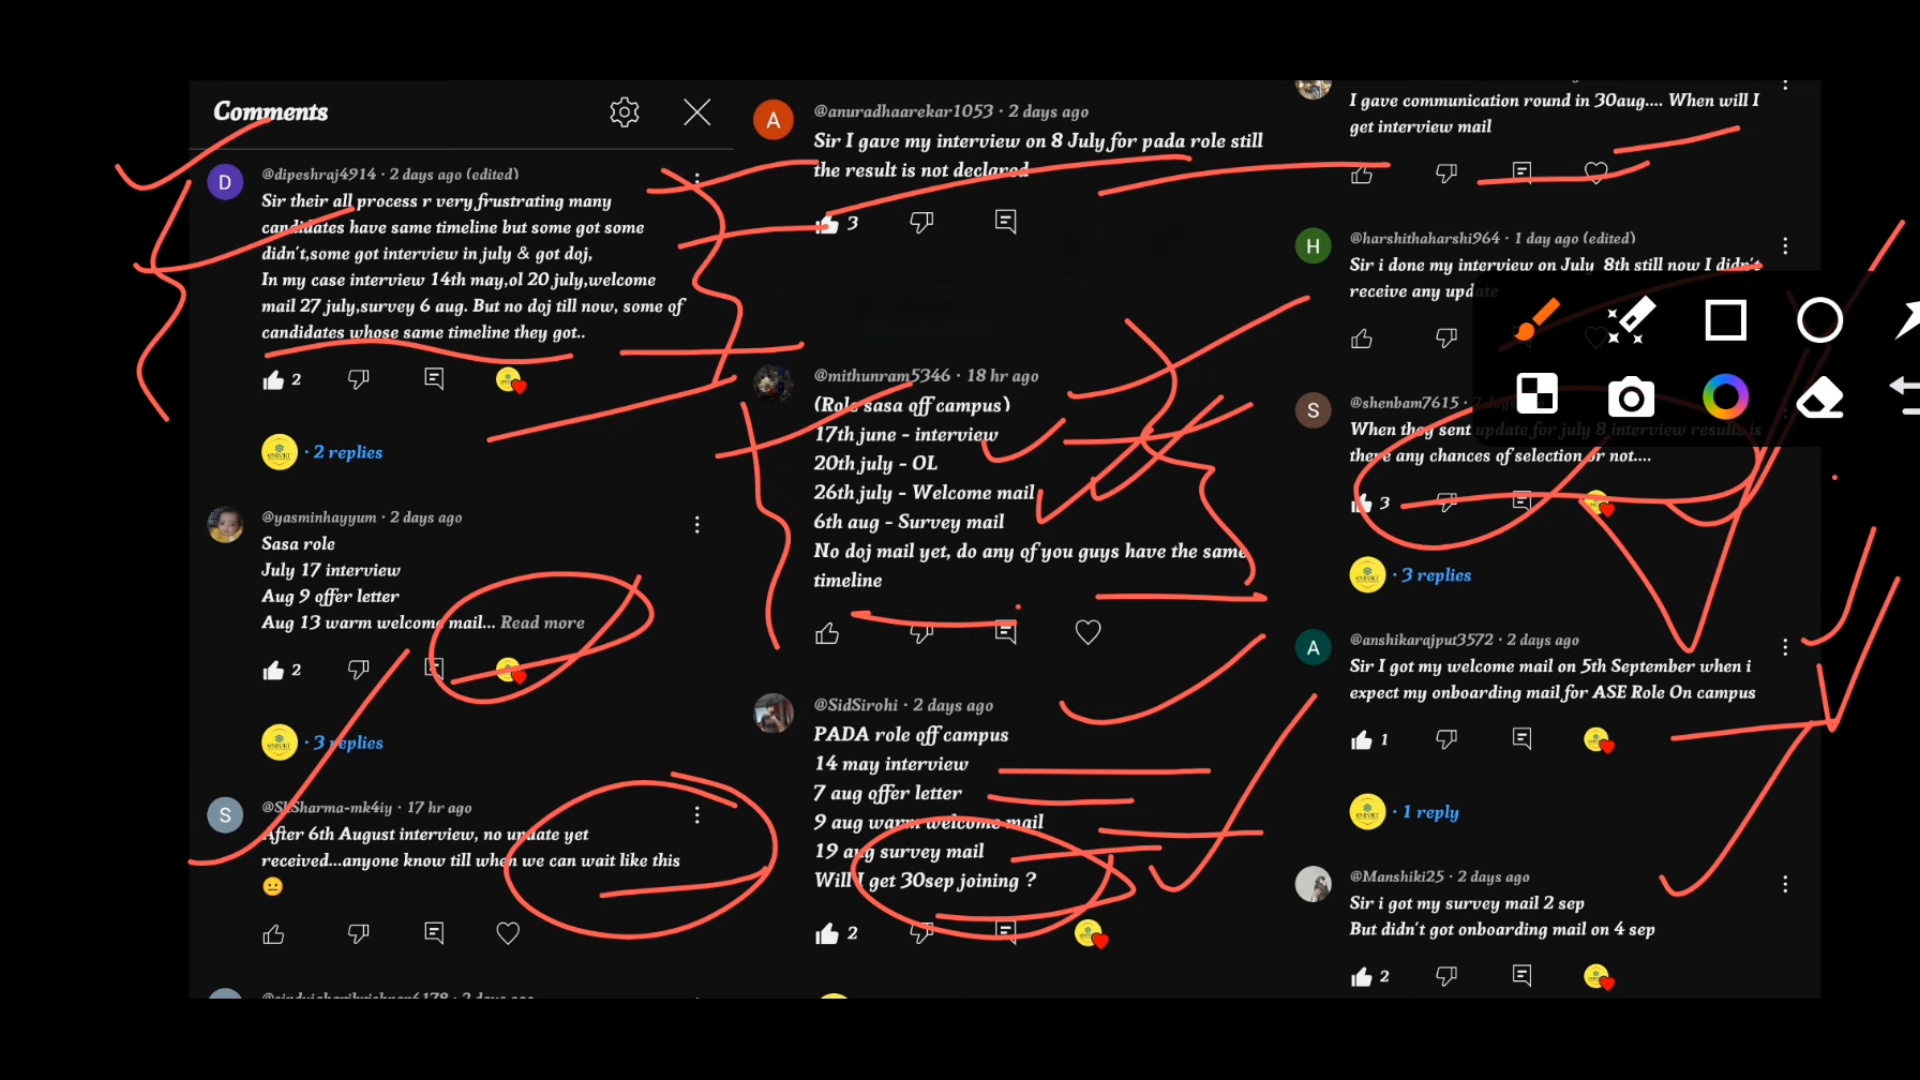 Comments
D
@dipeshraj4914 · 2 days ago (edited)
Sir their all process r very frustrating many
candidates have same timeline but some got some
didn't,some got interview in july & got doj,
In my case interview 14th may,ol 20 july,welcome
mail 27 july,survey 6 aug. But no doj till now, some of
candidates whose same timeline they got..
2
· 2 replies
@yasminhayyum · 2 days ago
Sasa role
July 17 interview
Aug 9 offer letter
Aug 13 warm welcome mail... Read more
2
· 3 replies
S
@SkSharma-mk4iy · 17 hr ago
After 6th August interview, no update yet
received...anyone know till when we can wait like this
A
@anuradhaarekar1053 · 2 days ago
Sir I gave my interview on 8 July for pada role still
the result is not declared
3
@mithunram5346 · 18 hr ago
(Role sasa off campus)
17th june - interview
20th july - OL
26th july - Welcome mail
6th aug - Survey mail
No doj mail yet, do any of you guys have the same
timeline
@SidSirohi · 2 days ago
PADA role off campus
14 may interview
7 aug offer letter
9 aug warm welcome mail
19 aug survey mail
Will I get 30sep joining ?
2
I gave communication round in 30aug.... When will I
get interview mail
H
@harshithaharshi964 · 1 day ago (edited)
Sir i done my interview on July 8th still now I didn't
receive any update
S
@shenbam7615 · 2 days ago
When they sent update for july 8 interview results is
there any chances of selection or not....
3
· 3 replies
A
@anshikarajput3572 · 2 days ago
Sir I got my welcome mail on 5th September when i
expect my onboarding mail for ASE Role On campus
1
· 1 reply
@Manshiki25 · 2 days ago
Sir i got my survey mail 2 sep
But didn't got onboarding mail on 4 sep
2